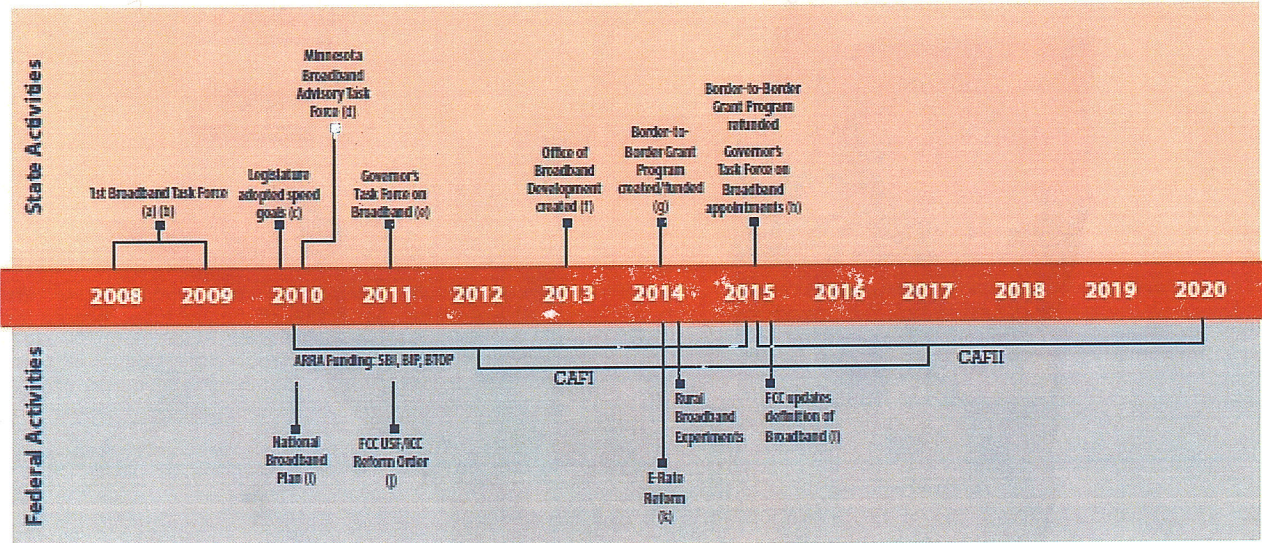 State Activities
Minnesota
Broadband
Advisory Task
Force (d)
1st Broadband Task Force
(a) (b)
Legislature
adopted speed
goals (c)
Governor's
Task Force on
Broadband (e)
Office of
Broadband
Development
created (f)
Border-to-
Border Grant
Program
created/funded
(g)
Border-to-Border
Grant Program
refunded
Governor's
Task Force on
Broadband
appointments (h)
2008 2009 2010 2011 2012 2013 2014 2015 2016 2017 2018 2019 2020
Federal Activities
ARRA Funding: SBI, BIP, BTOP
CAFI
CAFII
National
Broadband
Plan (i)
FCC USF/ICC
Reform Order
(j)
Rural
Broadband
Experiments
FCC updates
definition of
Broadband (l)
E-Rate
Reform
(k)